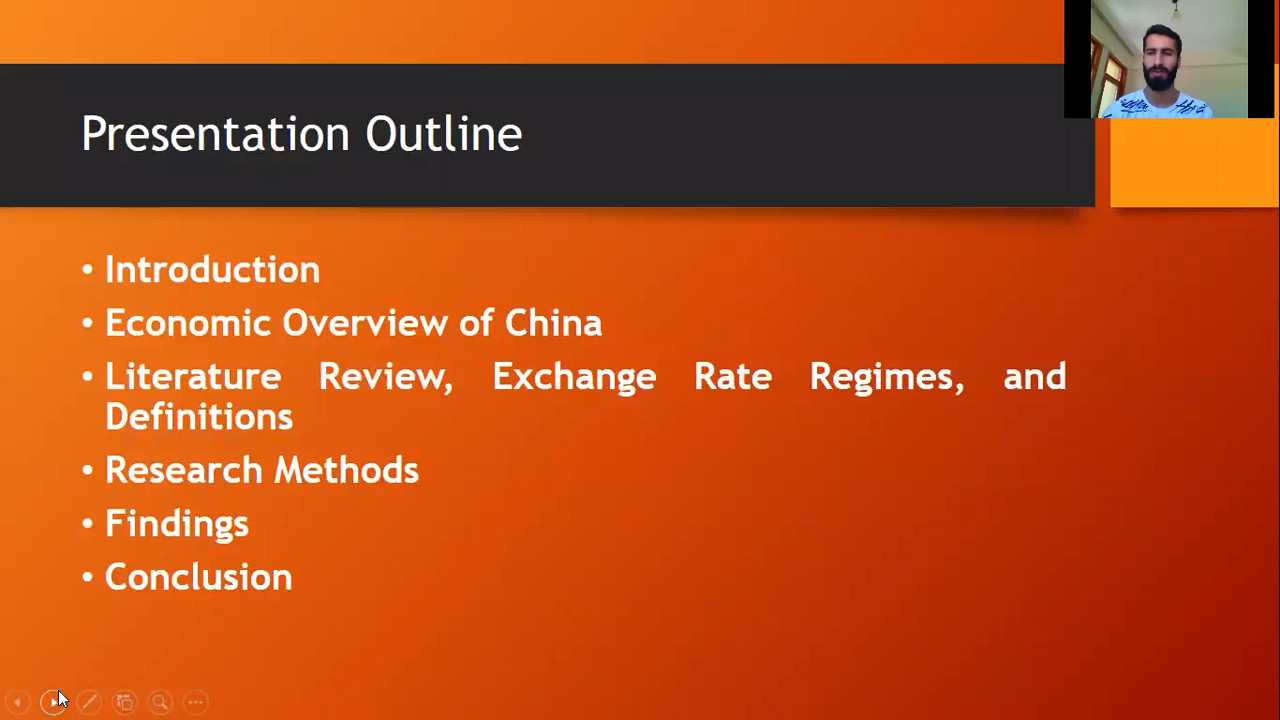 Presentation Outline
• Introduction
• Economic Overview of China
• Literature Review, Exchange Rate Regimes, and
Definitions
• Research Methods
• Findings
• Conclusion